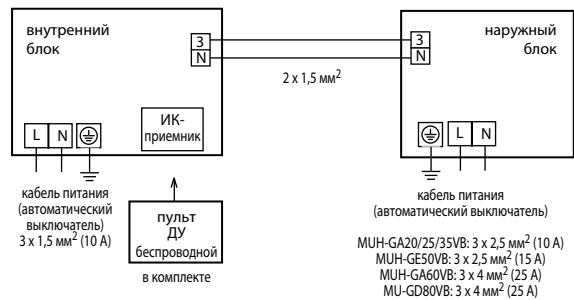 внутренний
блок
3
N
L
N
ИК-
приемник
кабель питания
(автоматический
выключатель)
3 x 1,5 мм² (10 А)
пульт
ДУ
беспроводной
в комплекте
2 x 1,5 мм²
наружный
блок
3
N
L
N
кабель питания
(автоматический выключатель)
MUH-GA20/25/35VB: 3 x 2,5 мм² (10 А)
MUH-GE50VB: 3 x 2,5 мм² (15 А)
MUH-GA60VB: 3 x 4 мм² (25 А)
MU-GD80VB: 3 x 4 мм² (25 А)